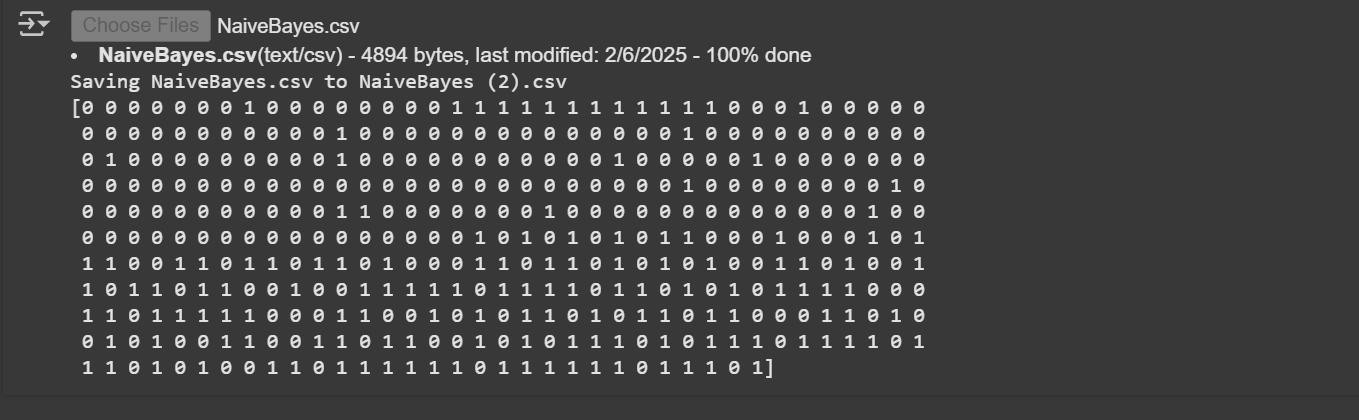 Choose Files NaiveBayes.csv
• NaiveBayes.csv(text/csv) - 4894 bytes, last modified: 2/6/2025 - 100% done
Saving NaiveBayes.csv to NaiveBayes (2).csv
[0 0 0 0 0 0 0 1 0 0 0 0 0 0 0 0 1 1 1 1 1 1 1 1 1 1 1 1 0 0 0 1 0 0 0 0 0
0 0 0 0 0 0 0 0 0 0 0 1 0 0 0 0 0 0 0 0 0 0 0 0 0 0 1 0 0 0 0 0 0 0 0 0 0
0 1 0 0 0 0 0 0 0 0 0 1 0 0 0 0 0 0 0 0 0 0 0 1 0 0 0 0 0 1 0 0 0 0 0 0 0
0 0 0 0 0 0 0 0 0 0 0 0 0 0 0 0 0 0 0 0 0 0 0 0 0 0 1 0 0 0 0 0 0 0 0 1 0
0 0 0 0 0 0 0 0 0 0 0 1 1 0 0 0 0 0 0 0 1 0 0 0 0 0 0 0 0 0 0 0 0 0 1 0 0
0 0 0 0 0 0 0 0 0 0 0 0 0 0 0 0 0 1 0 1 0 1 0 1 0 1 1 0 0 0 1 0 0 0 1 0 1
1 1 0 0 1 1 0 1 1 0 1 1 0 1 0 0 0 1 1 0 1 1 0 1 0 1 0 1 0 0 1 1 0 1 0 0 1
1 0 1 1 0 1 1 0 0 1 0 0 1 1 1 1 1 0 1 1 1 1 0 1 1 0 1 0 1 0 1 1 1 1 0 0 0
1 1 0 1 1 1 1 1 0 0 0 1 1 0 0 1 0 1 0 1 1 0 1 0 1 1 0 1 1 0 0 0 1 1 0 1 0
0 1 0 1 0 0 1 1 0 0 1 1 0 1 1 0 0 1 0 1 0 1 1 1 0 1 0 1 1 1 0 1 1 1 1 0 1
1 1 0 1 0 1 0 0 1 1 0 1 1 1 1 1 1 0 1 1 1 1 1 1 0 1 1 1 0 1]